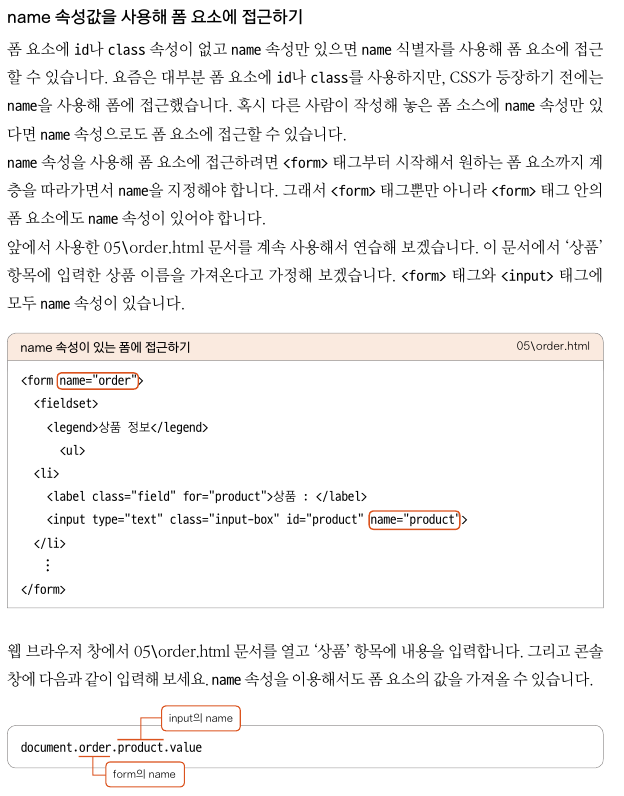 name 속성값을 사용해 폼 요소에 접근하기
폼 요소에 id나 class 속성이 없고 name 속성만 있으면 name 식별자를 사용해 폼 요소에 접근
할 수 있습니다. 요즘은 대부분 폼 요소에 id나 class를 사용하지만, CSS가 등장하기 전에는
name을 사용해 폼에 접근했습니다. 혹시 다른 사람이 작성해 놓은 폼 소스에 name 속성만 있
다면 name 속성으로도 폼 요소에 접근할 수 있습니다.
name 속성을 사용해 폼 요소에 접근하려면 <form> 태그부터 시작해서 원하는 폼 요소까지 계
층을 따라가면서 name을 지정해야 합니다. 그래서 <form> 태그뿐만 아니라 <form> 태그 안의
폼 요소에도 name 속성이 있어야 합니다.
앞에서 사용한 05\order.html 문서를 계속 사용해서 연습해 보겠습니다. 이 문서에서 ‘상품’
항목에 입력한 상품 이름을 가져온다고 가정해 보겠습니다. <form> 태그와 <input> 태그에
모두 name 속성이 있습니다.
name 속성이 있는 폼에 접근하기 05\order.html
<form name="order">
<fieldset>
<legend>상품 정보</legend>
<ul>
<li>
<label class="field" for="product">상품 : </label>
<input type="text" class="input-box" id="product" name="product">
</li>
⋮
</form>
웹 브라우저 창에서 05\order.html 문서를 열고 ‘상품’ 항목에 내용을 입력합니다. 그리고 콘솔
창에 다음과 같이 입력해 보세요. name 속성을 이용해서도 폼 요소의 값을 가져올 수 있습니다.
input의 name
document.order.product.value
form의 name